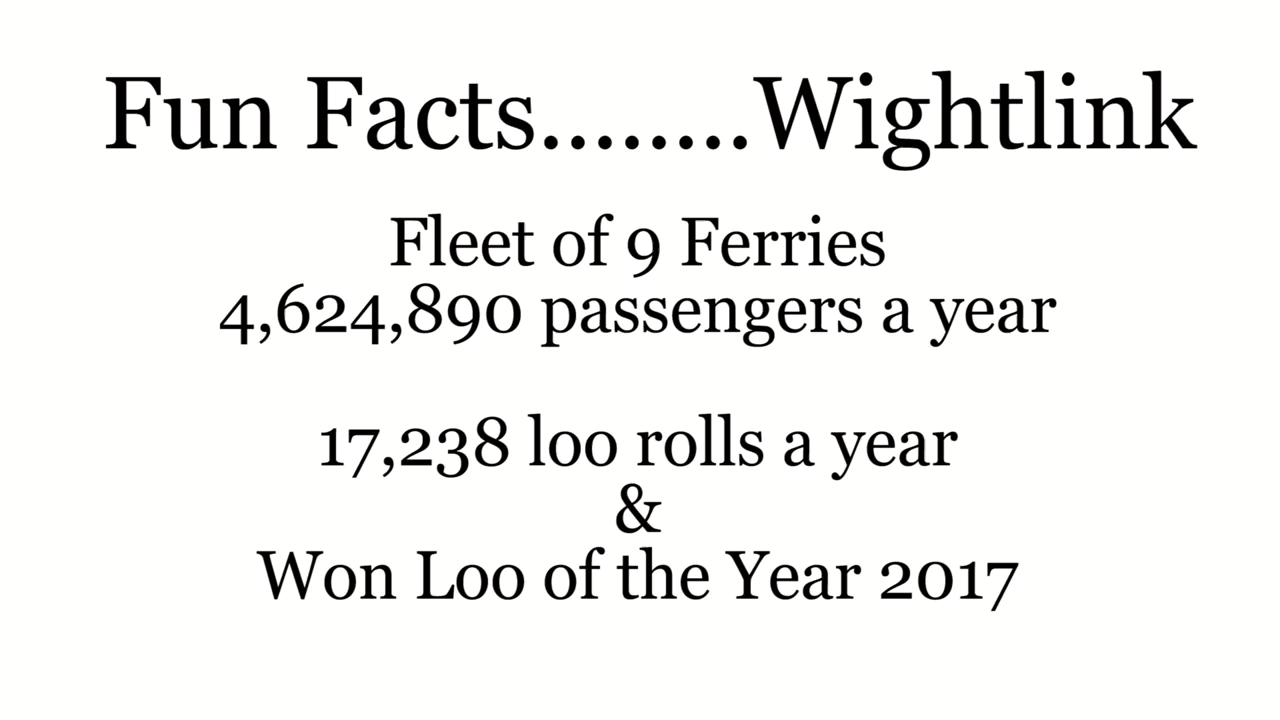 Fun Facts........Wightlink
Fleet of 9 Ferries
4,624,890 passengers a year
17,238 loo rolls a year
&
Won Loo of the Year 2017